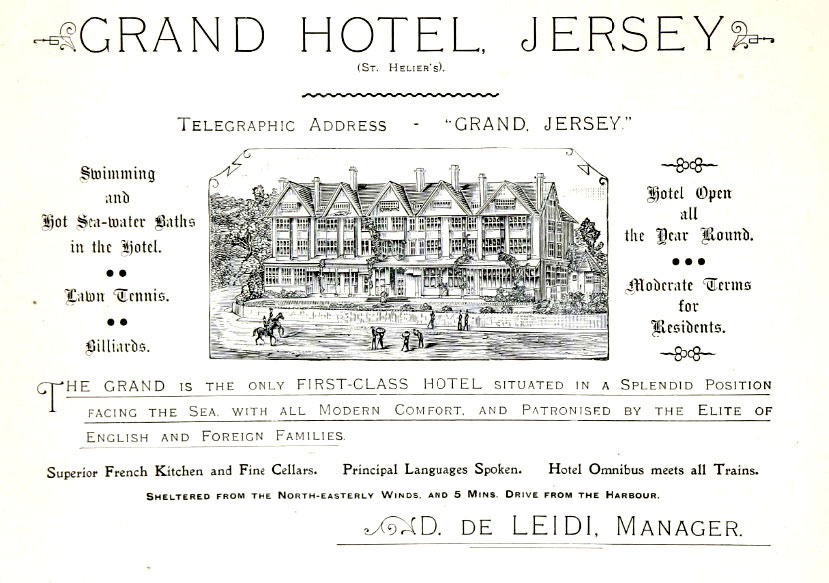 GRAND HOTEL, JERSEY
(St. Helier's).
Telegraphic Address - "GRAND, JERSEY."
Swimming
and
Hot Sea-water Baths
in the Hotel.
Lawn Tennis.
Billiards.
Hotel Open
all
the Year Round.
Moderate Terms
for
Residents.
The Grand is the only FIRST-CLASS HOTEL situated in a Splendid Position
facing the Sea, with all Modern Comfort, and Patronised by the Elite of
English and Foreign Families.
Superior French Kitchen and Fine Cellars. Principal Languages Spoken. Hotel Omnibus meets all Trains.
Sheltered from the North-easterly Winds, and 5 Mins. Drive from the Harbour.
D. de LEIDI, Manager.